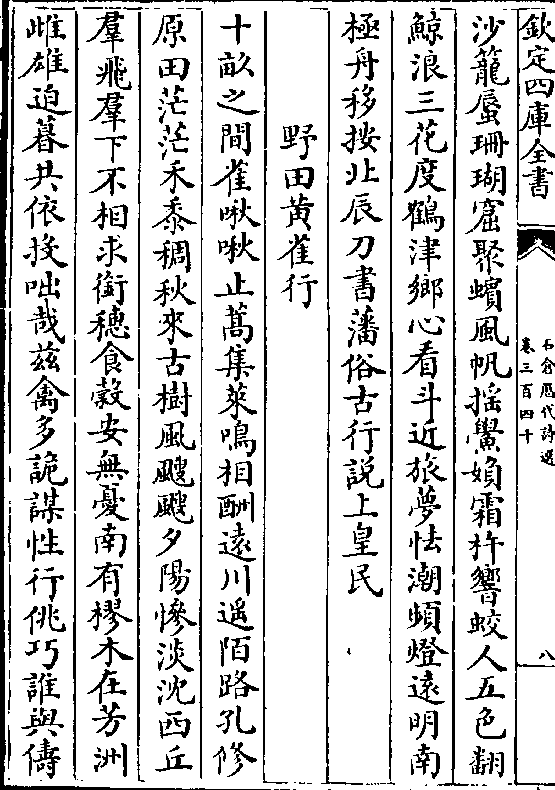 欽定四庫全書
石倉歷代詩選
卷三百四十
八
沙籠蜃珊瑚窟聚蠙風帆揺鷽㜏霜杵響蛟人五色翻
鯨浪三花度鶴津鄉心看斗近旅夢怯潮頻燈遠明南
極舟移按北辰刀書藩俗古行説上皇民
野田黄雀行
十畝之間雀啾啾止蒿集萊鳴相酬遠川遥陌路孔修
原田茫茫禾黍稠秋來古樹風颼颼夕陽慘淡沈西丘
羣飛羣下不相求銜穗食穀安無憂南有樛木在芳洲
雌雄迫暮共依投咄哉兹禽多詭謀性行佻巧誰與儔